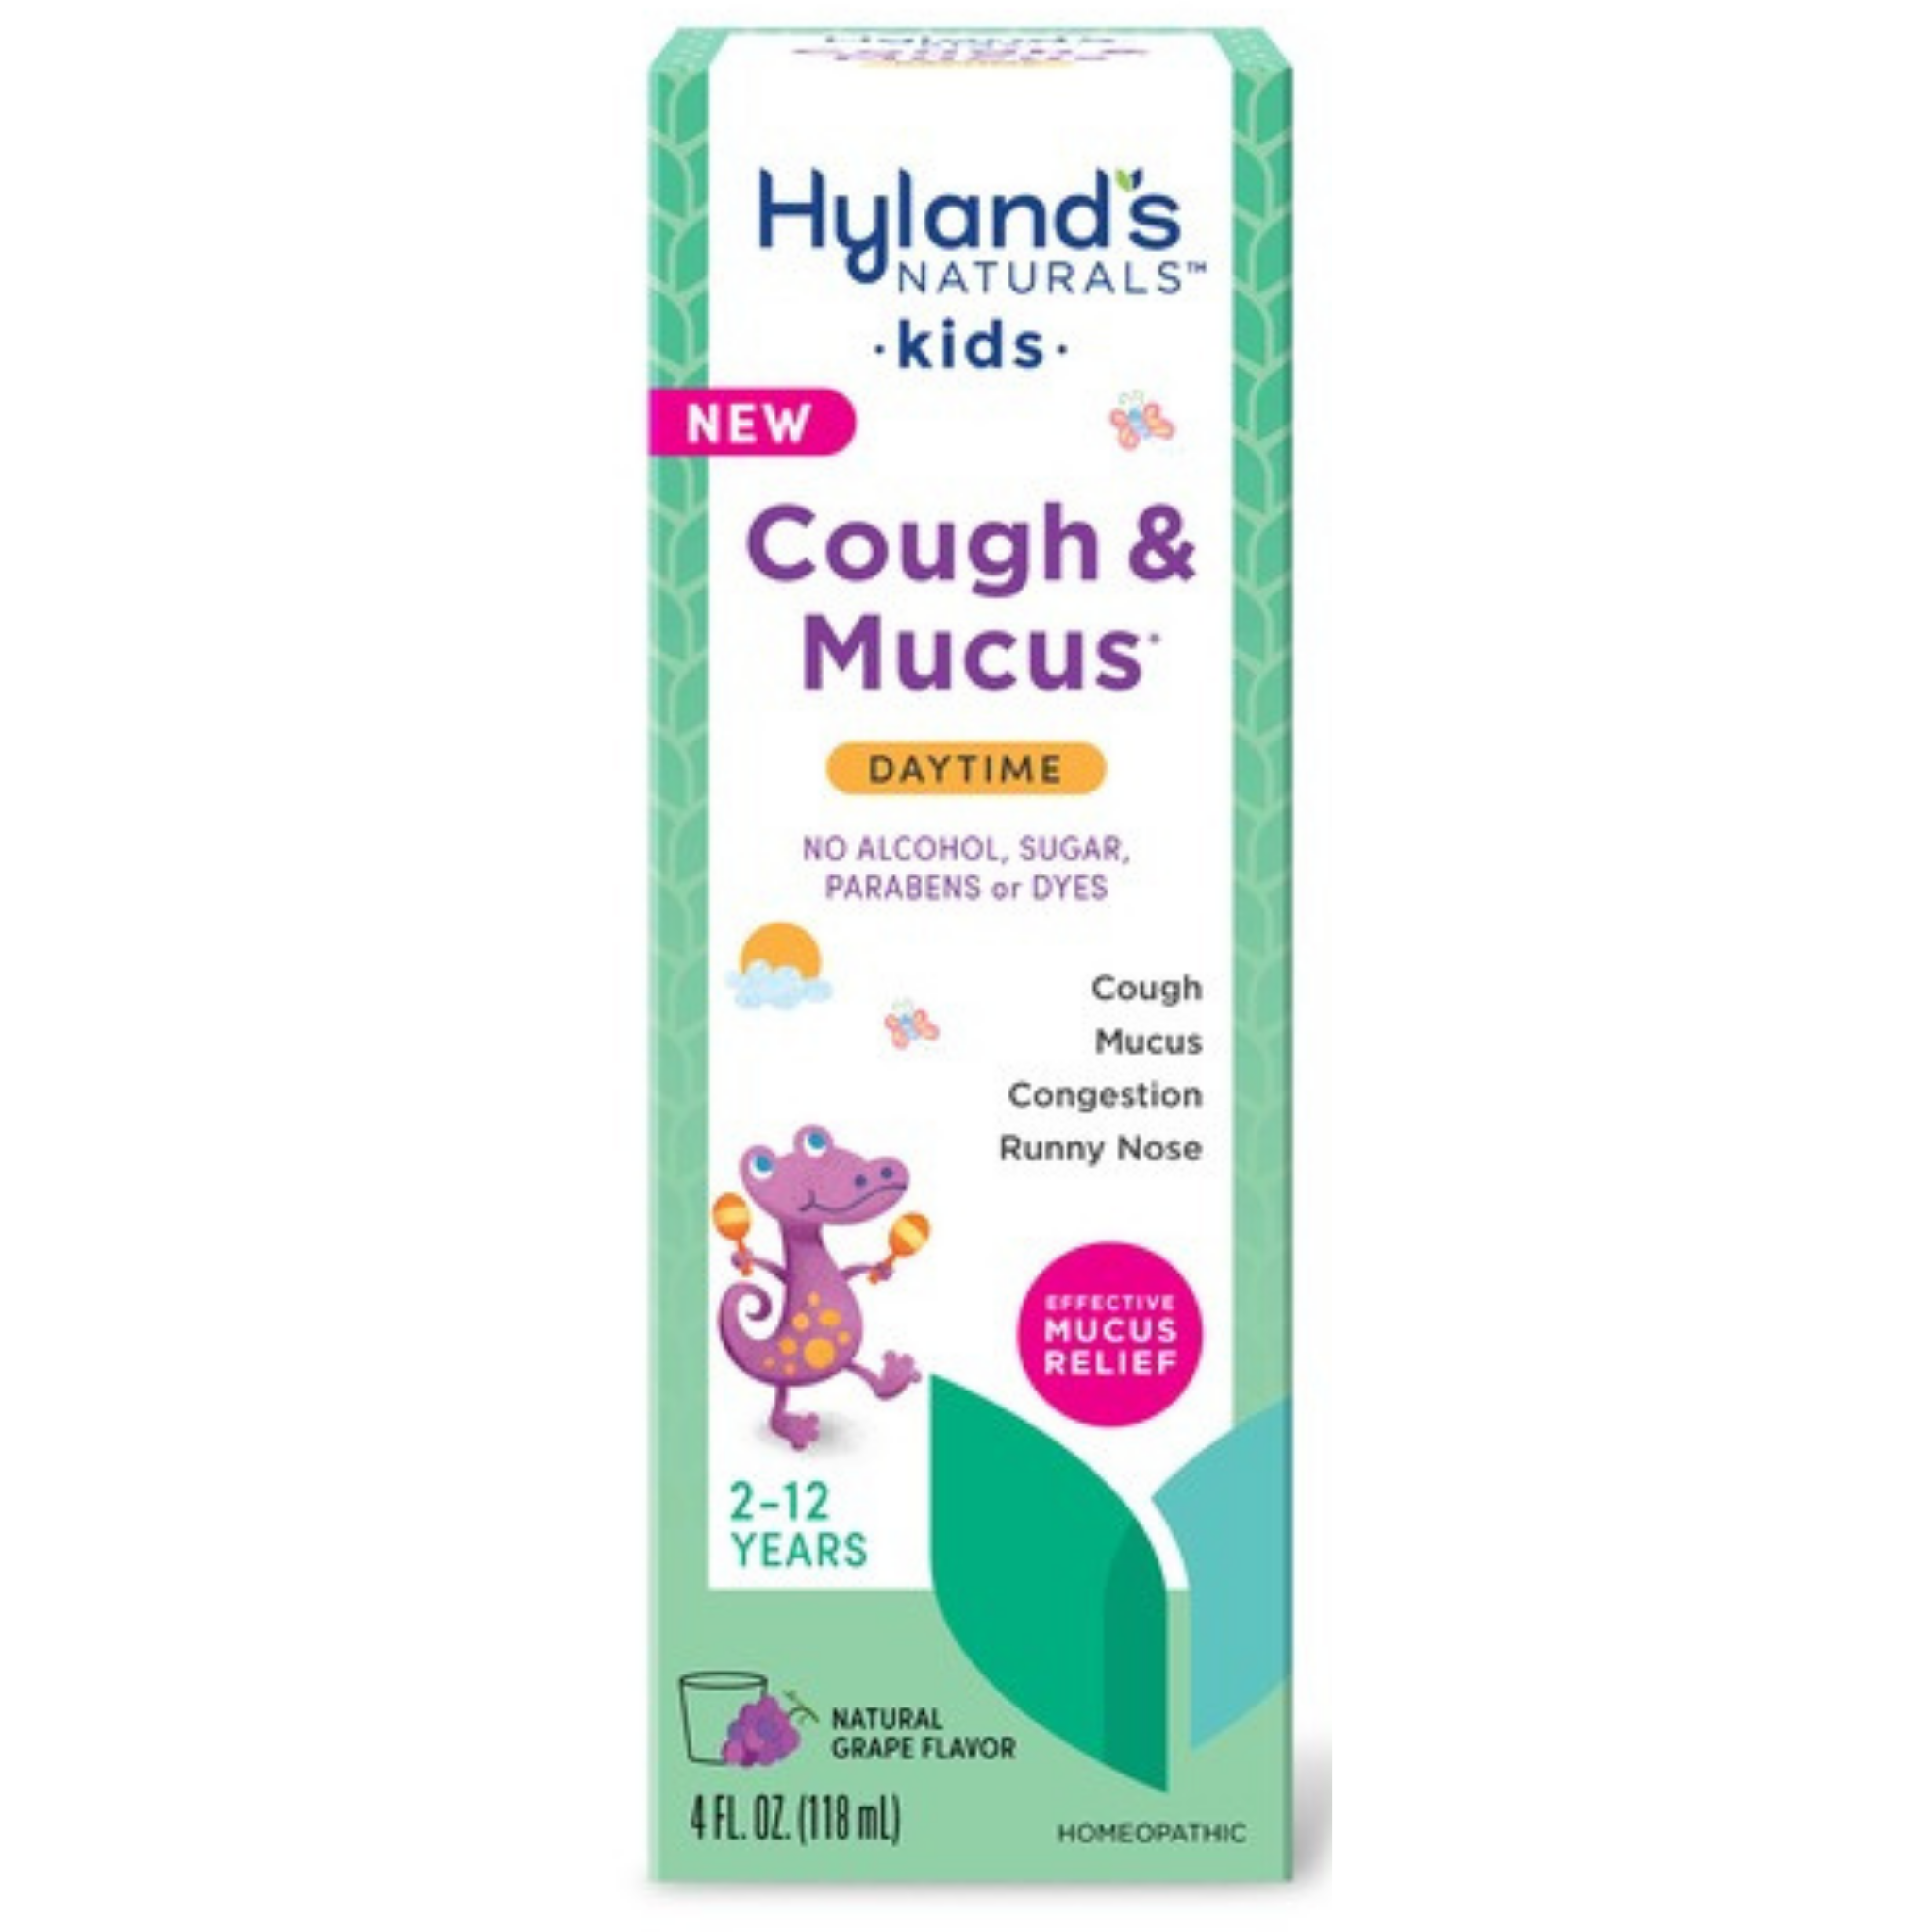 Hyland's
NATURALS™
·kids·
NEW
Cough &
Mucus*
DAYTIME
NO ALCOHOL, SUGAR,
PARABENS or DYES
Cough
Mucus
Congestion
Runny Nose
EFFECTIVE
MUCUS
RELIEF
2-12
YEARS
NATURAL
GRAPE FLAVOR
4 FL. OZ. (118 mL)
HOMEOPATHIC